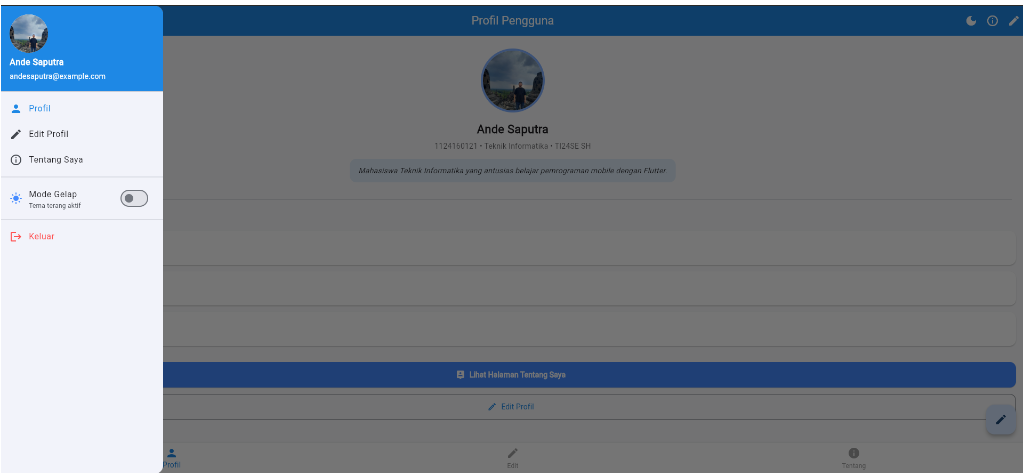 Profil Pengguna
Ande Saputra
andesaputra@example.com
Profil
Edit Profil
Tentang Saya
Mode Gelap
Tema terang aktif
Keluar
Ande Saputra
1124160121 • Teknik Informatika • TI24SE SH
Mahasiswa Teknik Informatika yang antusias belajar pemrograman mobile dengan Flutter.
Lihat Halaman Tentang Saya
Edit Profil
Profil
Edit
Tentang